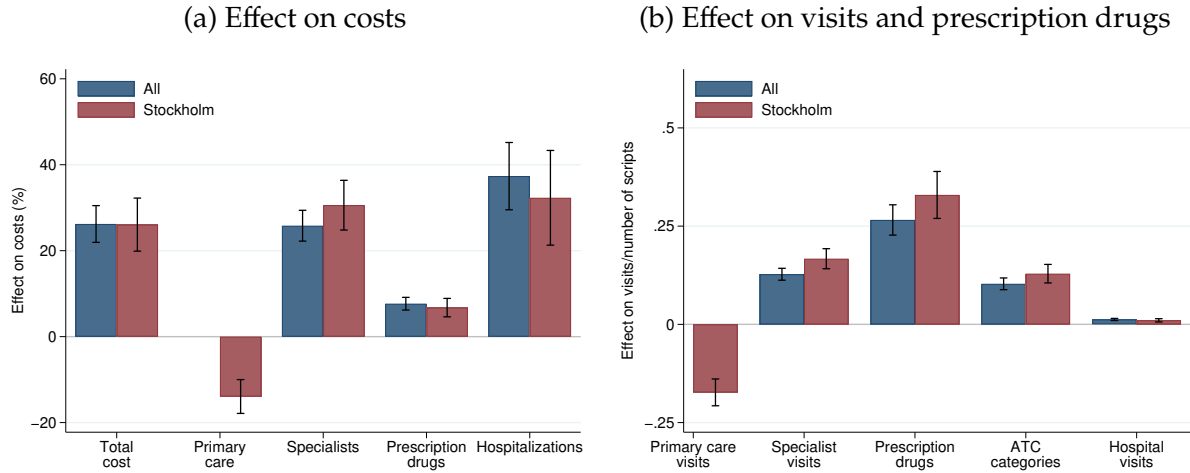 (a) Effect on costs
(b) Effect on visits and prescription drugs
Effect on costs (%)
60
40
20
0
−20
All
Stockholm
Total
cost
Primary
care
Specialists
Prescription
drugs
Hospitalizations
Effect on visits/number of scripts
.5
.25
0
−.25
All
Stockholm
Primary care
visits
Specialist
visits
Prescription
drugs
ATC
categories
Hospital
visits